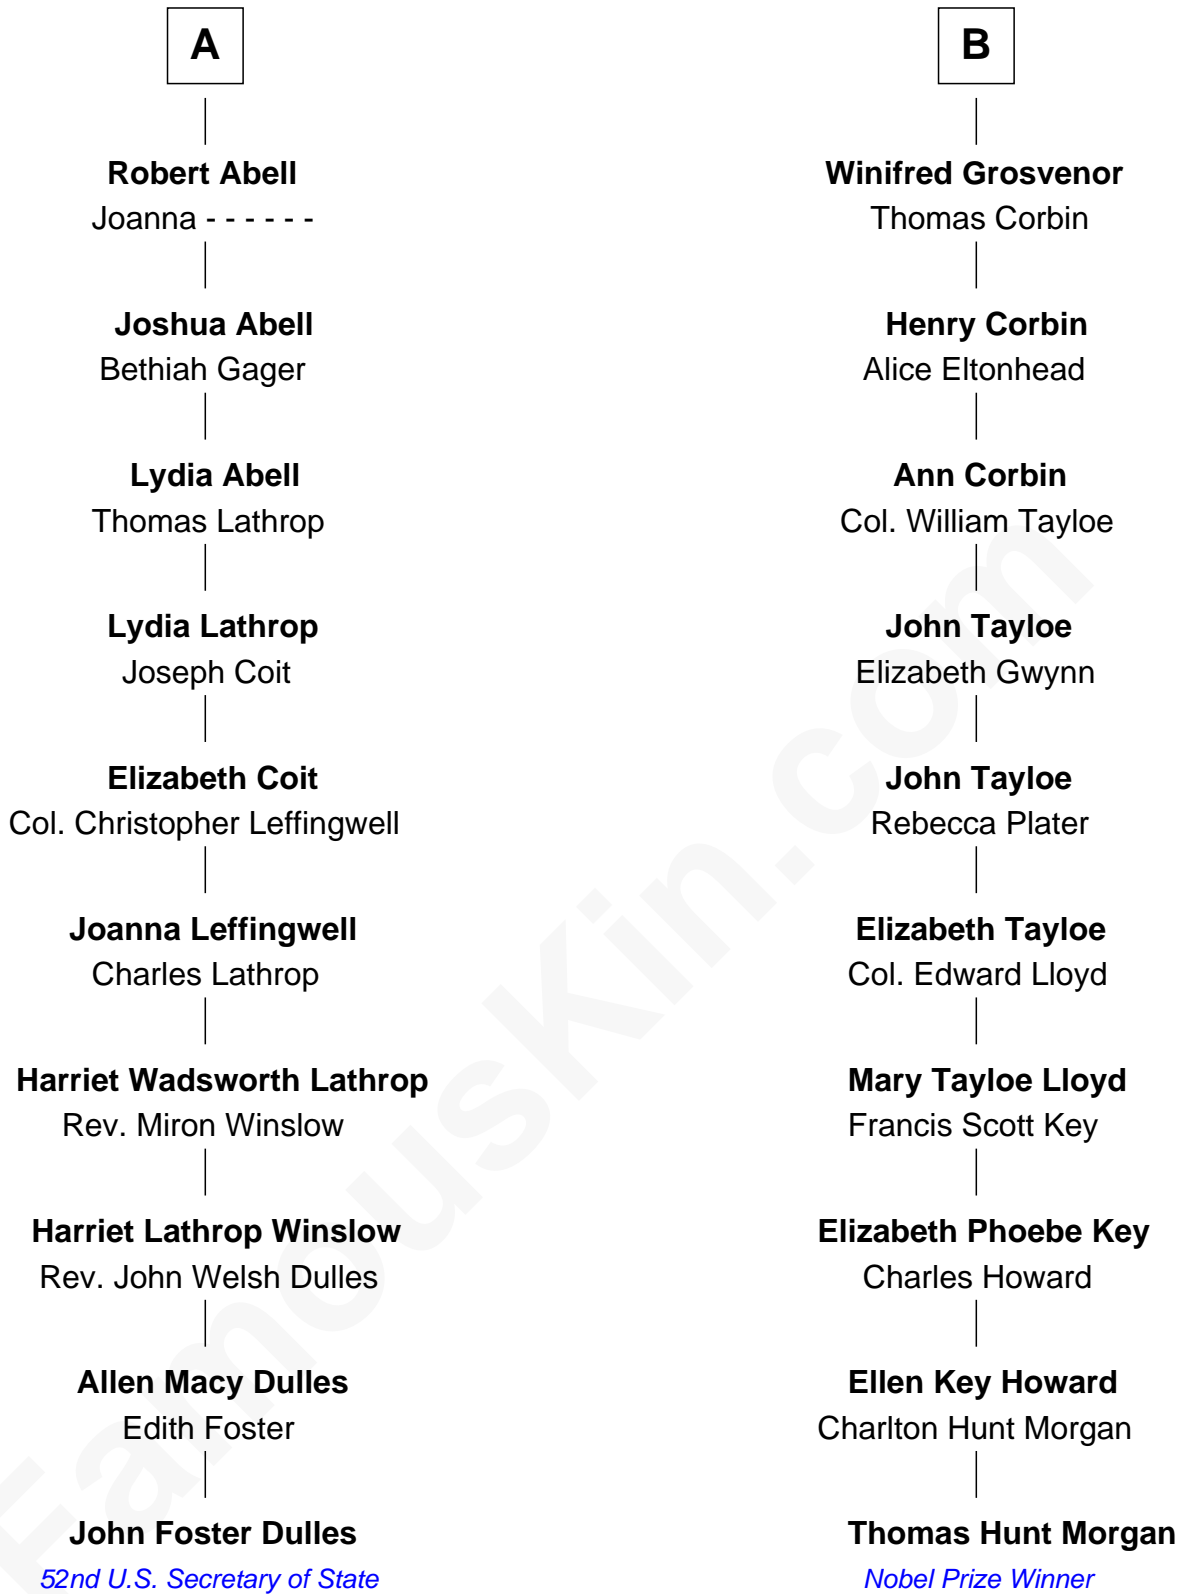 A
Robert Abell
Joanna - - - - - -
Joshua Abell
Bethiah Gager
Lydia Abell
Thomas Lathrop
Lydia Lathrop
Joseph Coit
Elizabeth Coit
Col. Christopher Leffingwell
Joanna Leffingwell
Charles Lathrop
Harriet Wadsworth Lathrop
Rev. Miron Winslow
Harriet Lathrop Winslow
Rev. John Welsh Dulles
Allen Macy Dulles
Edith Foster
John Foster Dulles
52nd U.S. Secretary of State
B
Winifred Grosvenor
Thomas Corbin
Henry Corbin
Alice Eltonhead
Ann Corbin
Col. William Tayloe
John Tayloe
Elizabeth Gwynn
John Tayloe
Rebecca Plater
Elizabeth Tayloe
Col. Edward Lloyd
Mary Tayloe Lloyd
Francis Scott Key
Elizabeth Phoebe Key
Charles Howard
Ellen Key Howard
Charlton Hunt Morgan
Thomas Hunt Morgan
Nobel Prize Winner
FamousKin.com